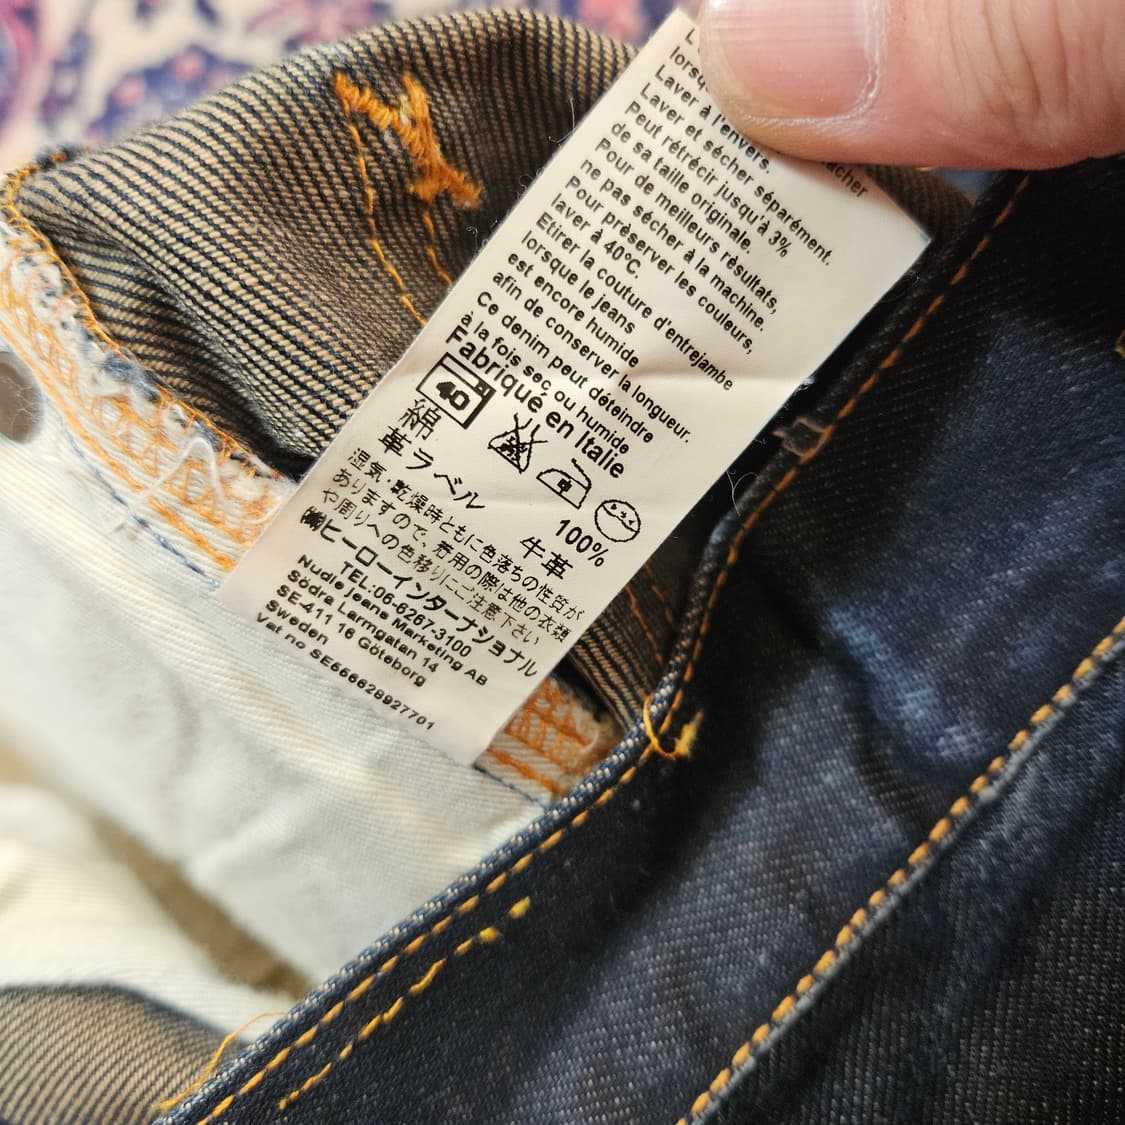 lorsq
sécher
Laver à l'envers.
Laver et sécher séparément.
Peut rétrécir jusqu'à 3%
de sa taille originale.
Pour de meilleurs résultats,
ne pas sécher à la machine.
Pour préserver les couleurs,
laver à 40°C.
Etirer la couture d'entrejambe
lorsque le jeans
est encore humide
afin de conserver la longueur.
Ce denim peut déteindre
à la fois sec ou humide
Fabriqué en Italie
40
綿 100%
革ラベル 牛革
湿気・乾燥時ともに色落ちの性質が
ありますので、着用の際は他の衣類
や周りへの色移りにご注意下さい
㈱ヒーローインターナショナル
TEL:06-6267-3100
Nudie Jeans Marketing AB
Södra Larmgatan 14
SE-411 16 Göteborg
Sweden
Vat no SE556628927701